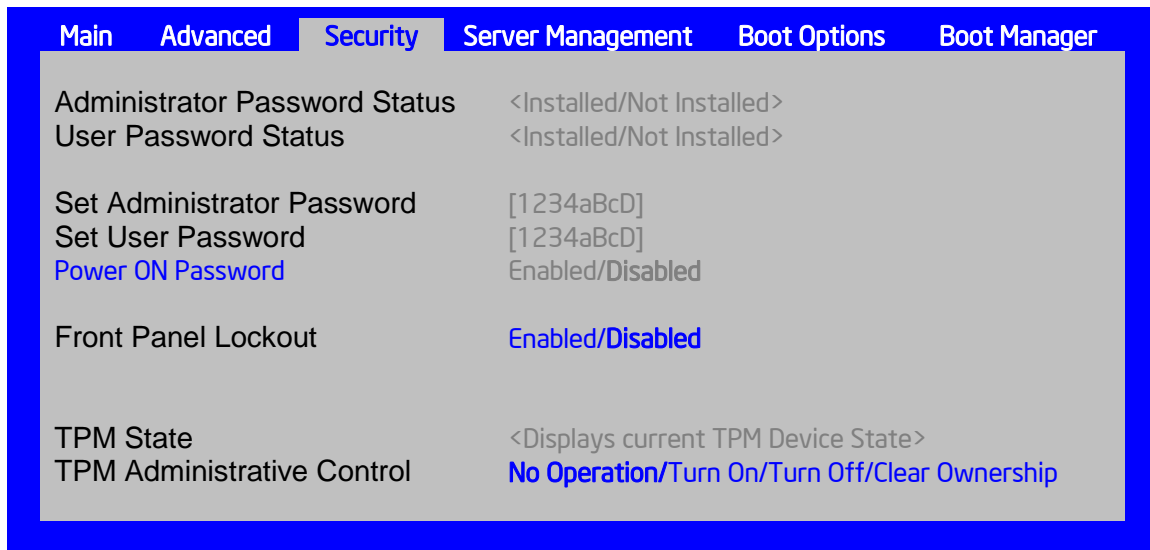 Main Advanced Security Server Management Boot Options Boot Manager
Administrator Password Status <Installed/Not Installed>
User Password Status <Installed/Not Installed>
Set Administrator Password [1234aBcD]
Set User Password [1234aBcD]
Power ON Password Enabled/Disabled
Front Panel Lockout Enabled/Disabled
TPM State <Displays current TPM Device State>
TPM Administrative Control No Operation/Turn On/Turn Off/Clear Ownership